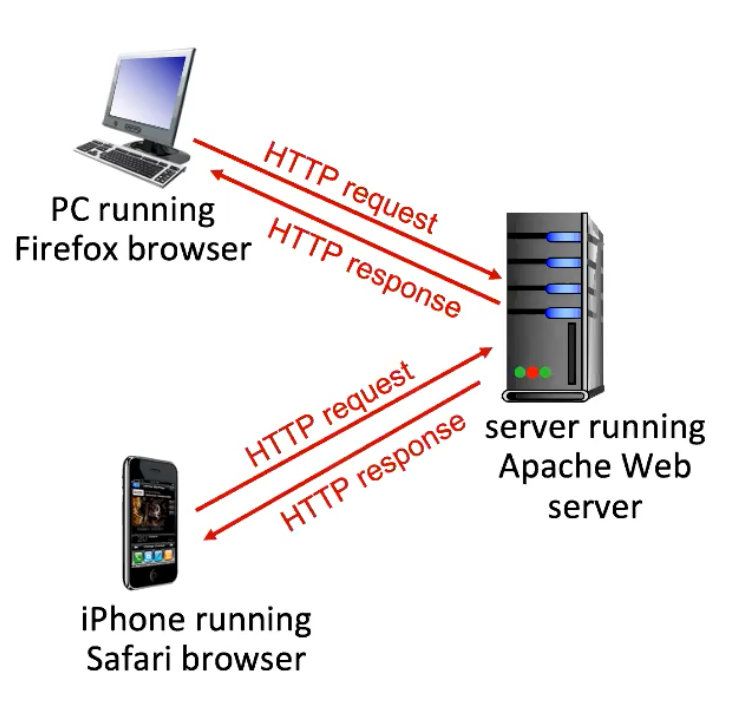 HTTP request
PC running
Firefox browser
HTTP response
HTTP request
server running
Apache Web
server
HTTP response
iPhone running
Safari browser